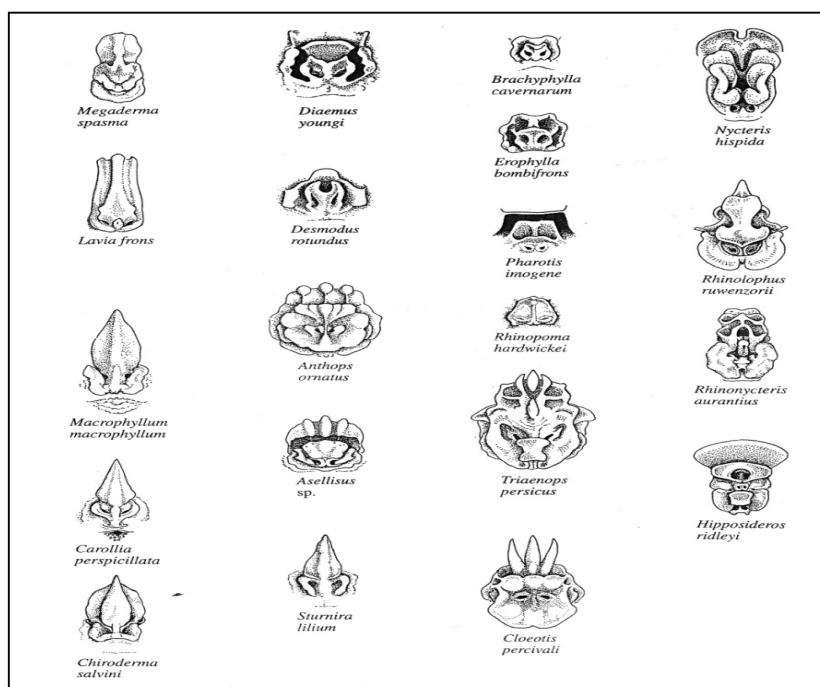 Megaderma
spasma
Lavia frons
Macrophyllum
macrophyllum
Carollia
perspicillata
Chiroderma
salvini
Diaemus
youngi
Desmodus
rotundus
Anthops
ornatus
Asellisus
sp.
Sturnira
lilium
Brachyphylla
cavernarum
Erophylla
bombifrons
Pharotis
imogene
Rhinopoma
hardwickei
Triaenops
persicus
Cloeotis
percivali
Nycteris
hispida
Rhinolophus
ruwenzorii
Rhinonycteris
aurantius
Hipposideros
ridleyi